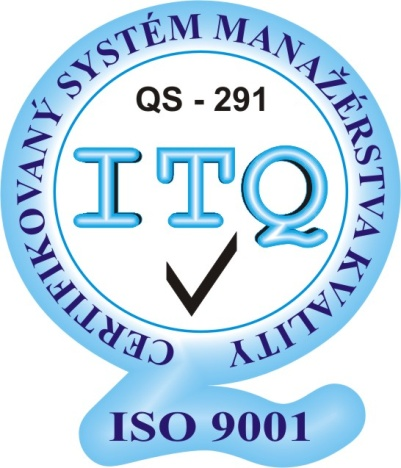 CERTIFIKOVANÝ SYSTÉM MANAŽÉRSTVA KVALITY
QS - 291
ITQ
ISO 9001